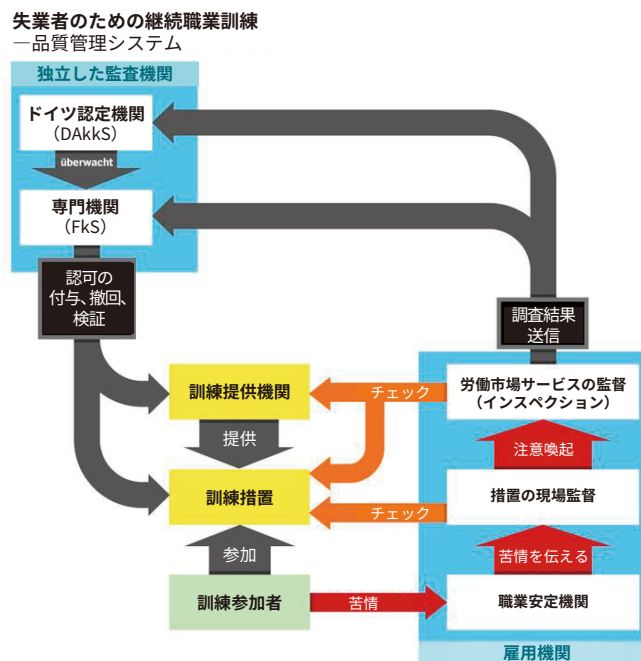 失業者のための継続職業訓練
―品質管理システム
独立した監査機関
ドイツ認定機関
(DAkkS)
überwacht
専門機関
(FkS)
認可の
付与、撤回、
検証
調査結果
送信
訓練提供機関
チェック
労働市場サービスの監督
(インスペクション)
提供
注意喚起
訓練措置
チェック
措置の現場監督
参加
苦情を伝える
訓練参加者
苦情
職業安定機関
雇用機関